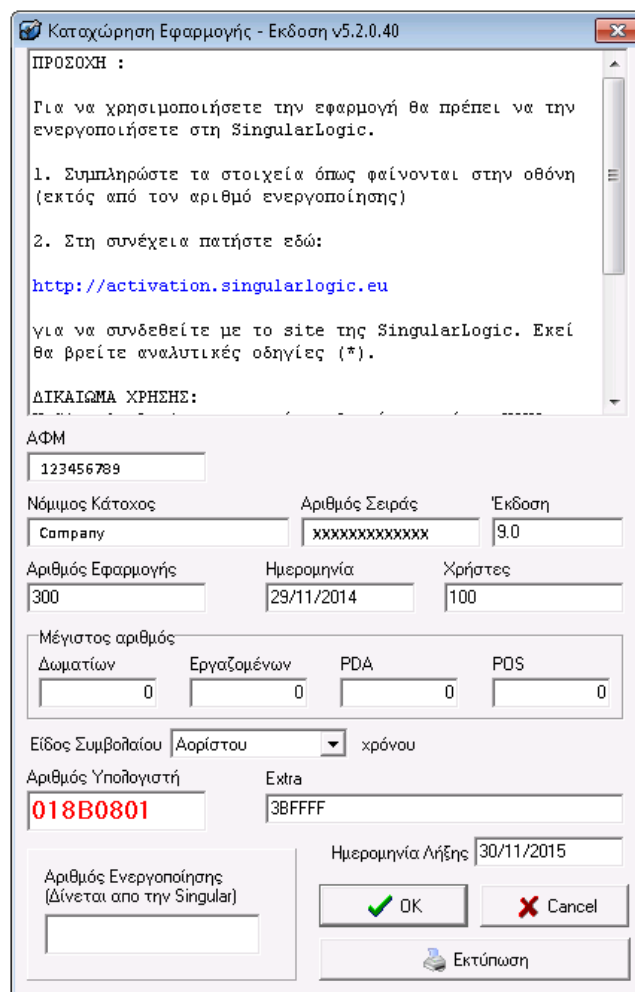 Καταχώρηση Εφαρμογής - Εκδοση v5.2.0.40
ΠΡΟΣΟΧΗ :
Για να χρησιμοποιήσετε την εφαρμογή θα πρέπει να την
ενεργοποιήσετε στη SingularLogic.
1. Συμπληρώστε τα στοιχεία όπως φαίνονται στην οθόνη
(εκτός από τον αριθμό ενεργοποίησης)
2. Στη συνέχεια πατήστε εδώ:
http://activation.singularlogic.eu
για να συνδεθείτε με το site της SingularLogic. Εκεί
θα βρείτε αναλυτικές οδηγίες (*).
ΔΙΚΑΙΩΜΑ ΧΡΗΣΗΣ:
ΑΦΜ
123456789
Νόμιμος Κάτοχος Αριθμός Σειράς Έκδοση
Company xxxxxxxxxxxxx 9.0
Αριθμός Εφαρμογής Ημερομηνία Χρήστες
300 29/11/2014 100
Μέγιστος αριθμός
Δωματίων Εργαζομένων PDA POS
0 0 0 0
Είδος Συμβολαίου Αορίστου χρόνου
Αριθμός Υπολογιστή Extra
018B0801 3BFFFF
Ημερομηνία Λήξης 30/11/2015
Αριθμός Ενεργοποίησης
(Δίνεται απο την Singular)
OK Cancel
Εκτύπωση